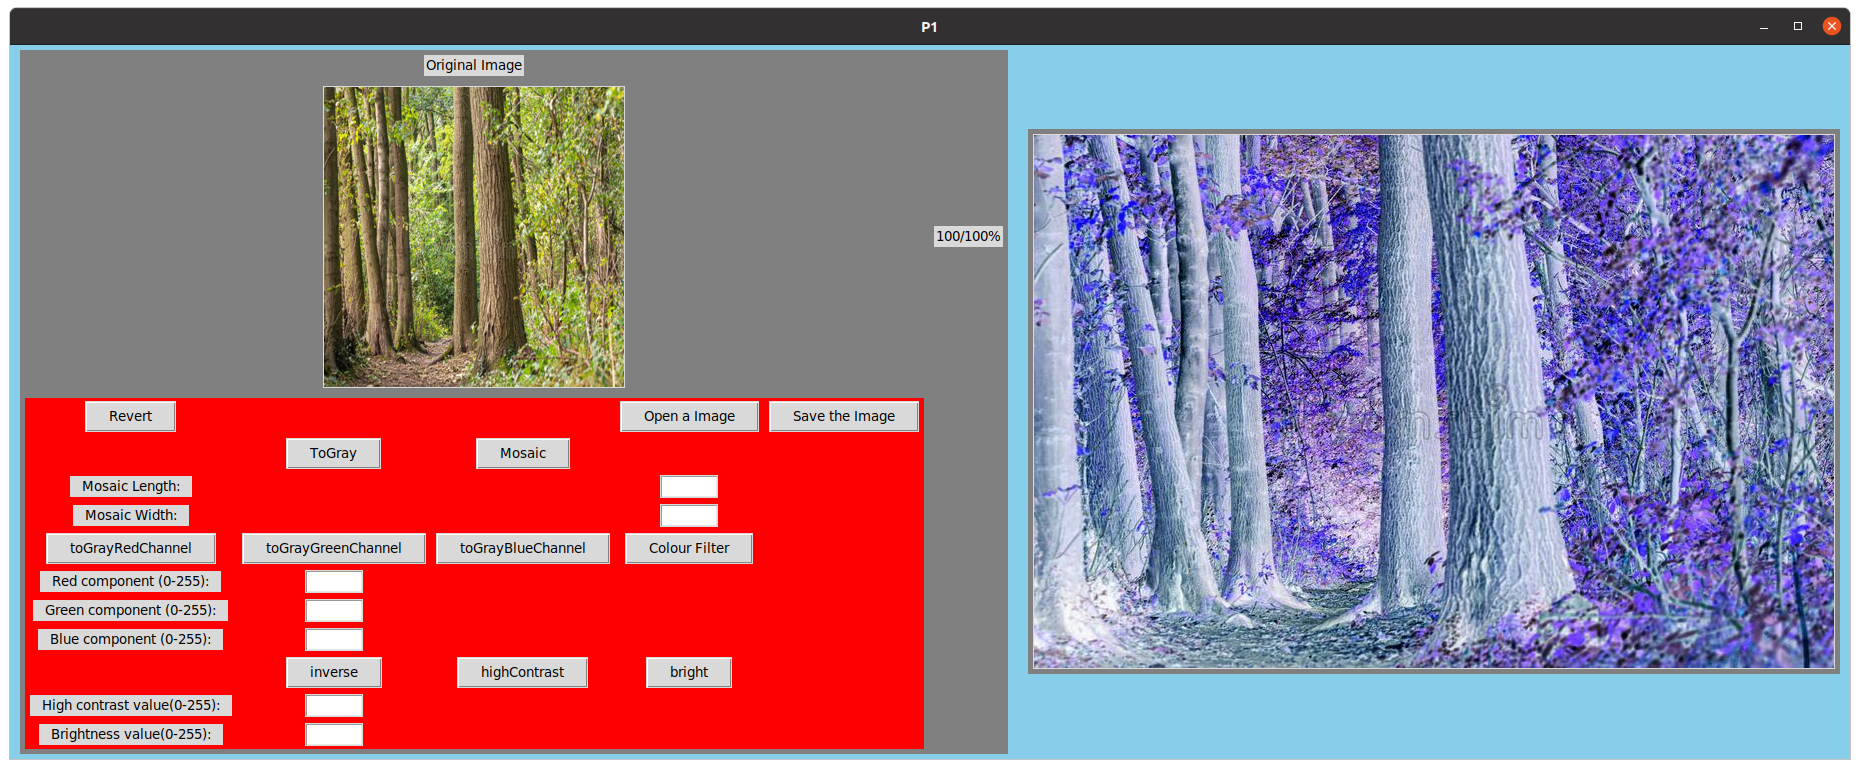 P1
Original Image
100/100%
Revert
Open a Image
Save the Image
ToGray
Mosaic
Mosaic Length:
Mosaic Width:
toGrayRedChannel
toGrayGreenChannel
toGrayBlueChannel
Colour Filter
Red component (0-255):
Green component (0-255):
Blue component (0-255):
inverse
highContrast
bright
High contrast value(0-255):
Brightness value(0-255):